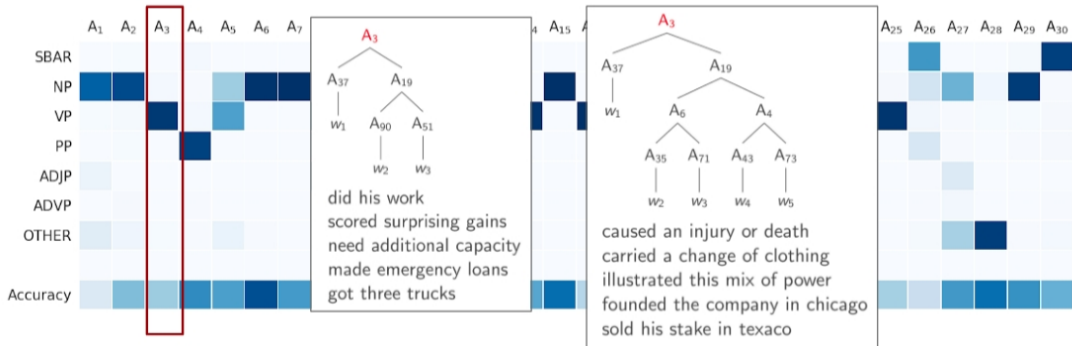 A1 A2 A3 A4 A5 A6 A7 4 A15 A25 A26 A27 A28 A29 A30
SBAR
NP
VP
PP
ADJP
ADVP
OTHER
Accuracy
A3
A37 A19
w1 A90 A51
w2 w3
did his work
scored surprising gains
need additional capacity
made emergency loans
got three trucks
A3
A37 A19
w1 A6 A4
A35 A71 A43 A73
w2 w3 w4 w5
caused an injury or death
carried a change of clothing
illustrated this mix of power
founded the company in chicago
sold his stake in texaco